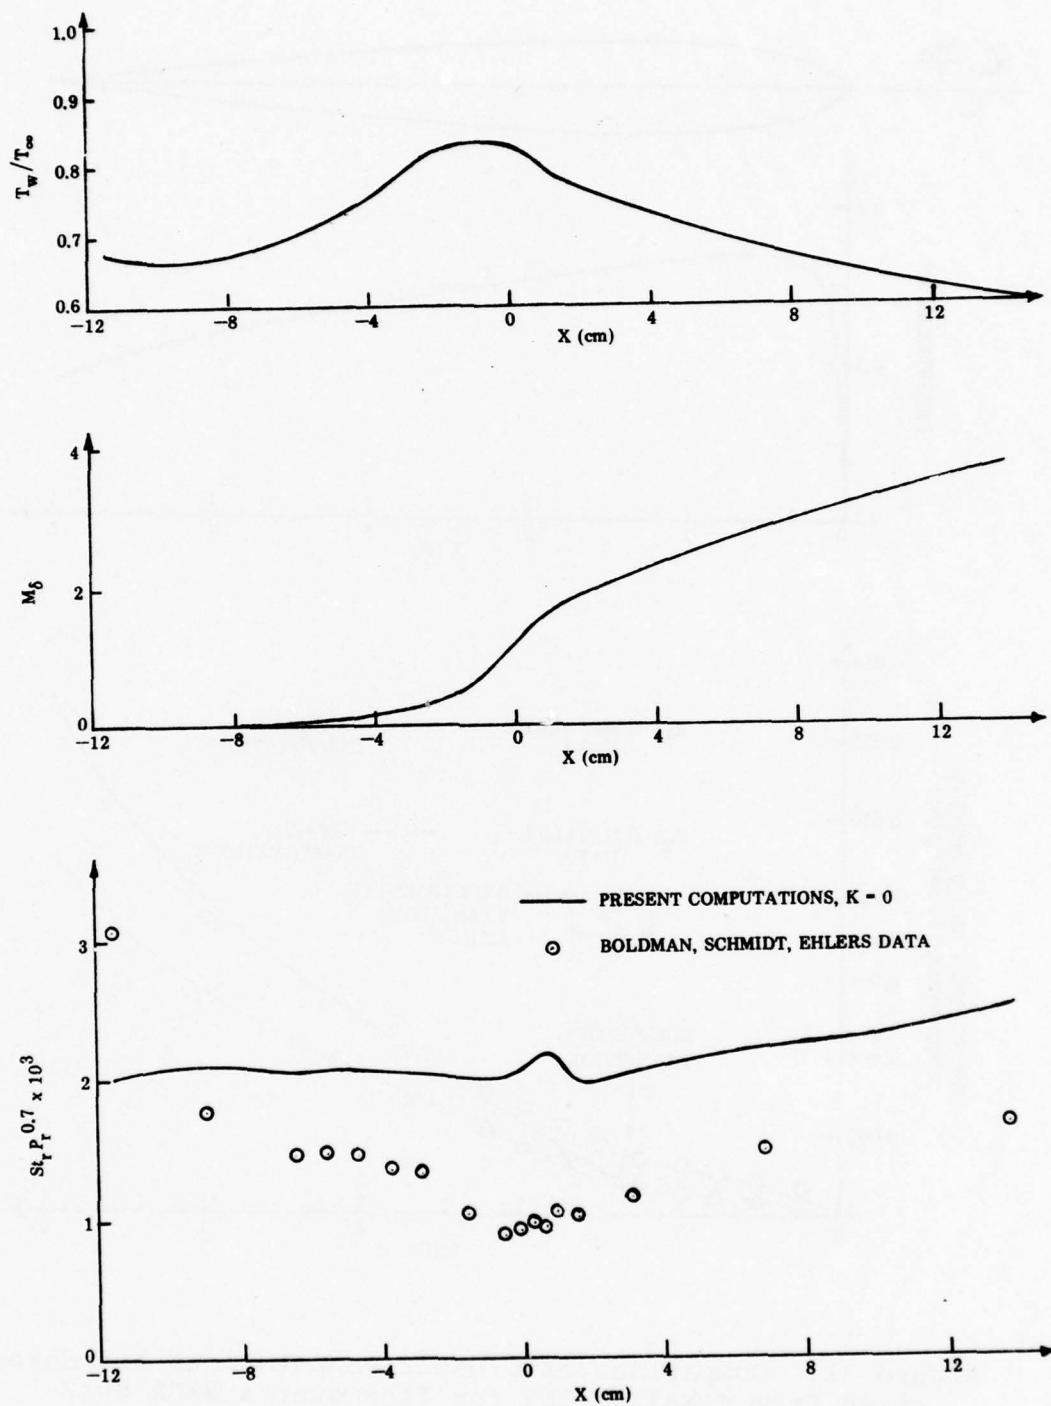 1.0
0.9
0.8
0.7
0.6
T_w/T_∞
-12 -8 -4 0 4 8 12
X (cm)
4
2
0
M_δ
-12 -8 -4 0 4 8 12
X (cm)
PRESENT COMPUTATIONS, K = 0
BOLDMAN, SCHMIDT, EHLERS DATA
3
2
1
0
St_r P_r^0.7 x 10^3
-12 -8 -4 0 4 8 12
X (cm)